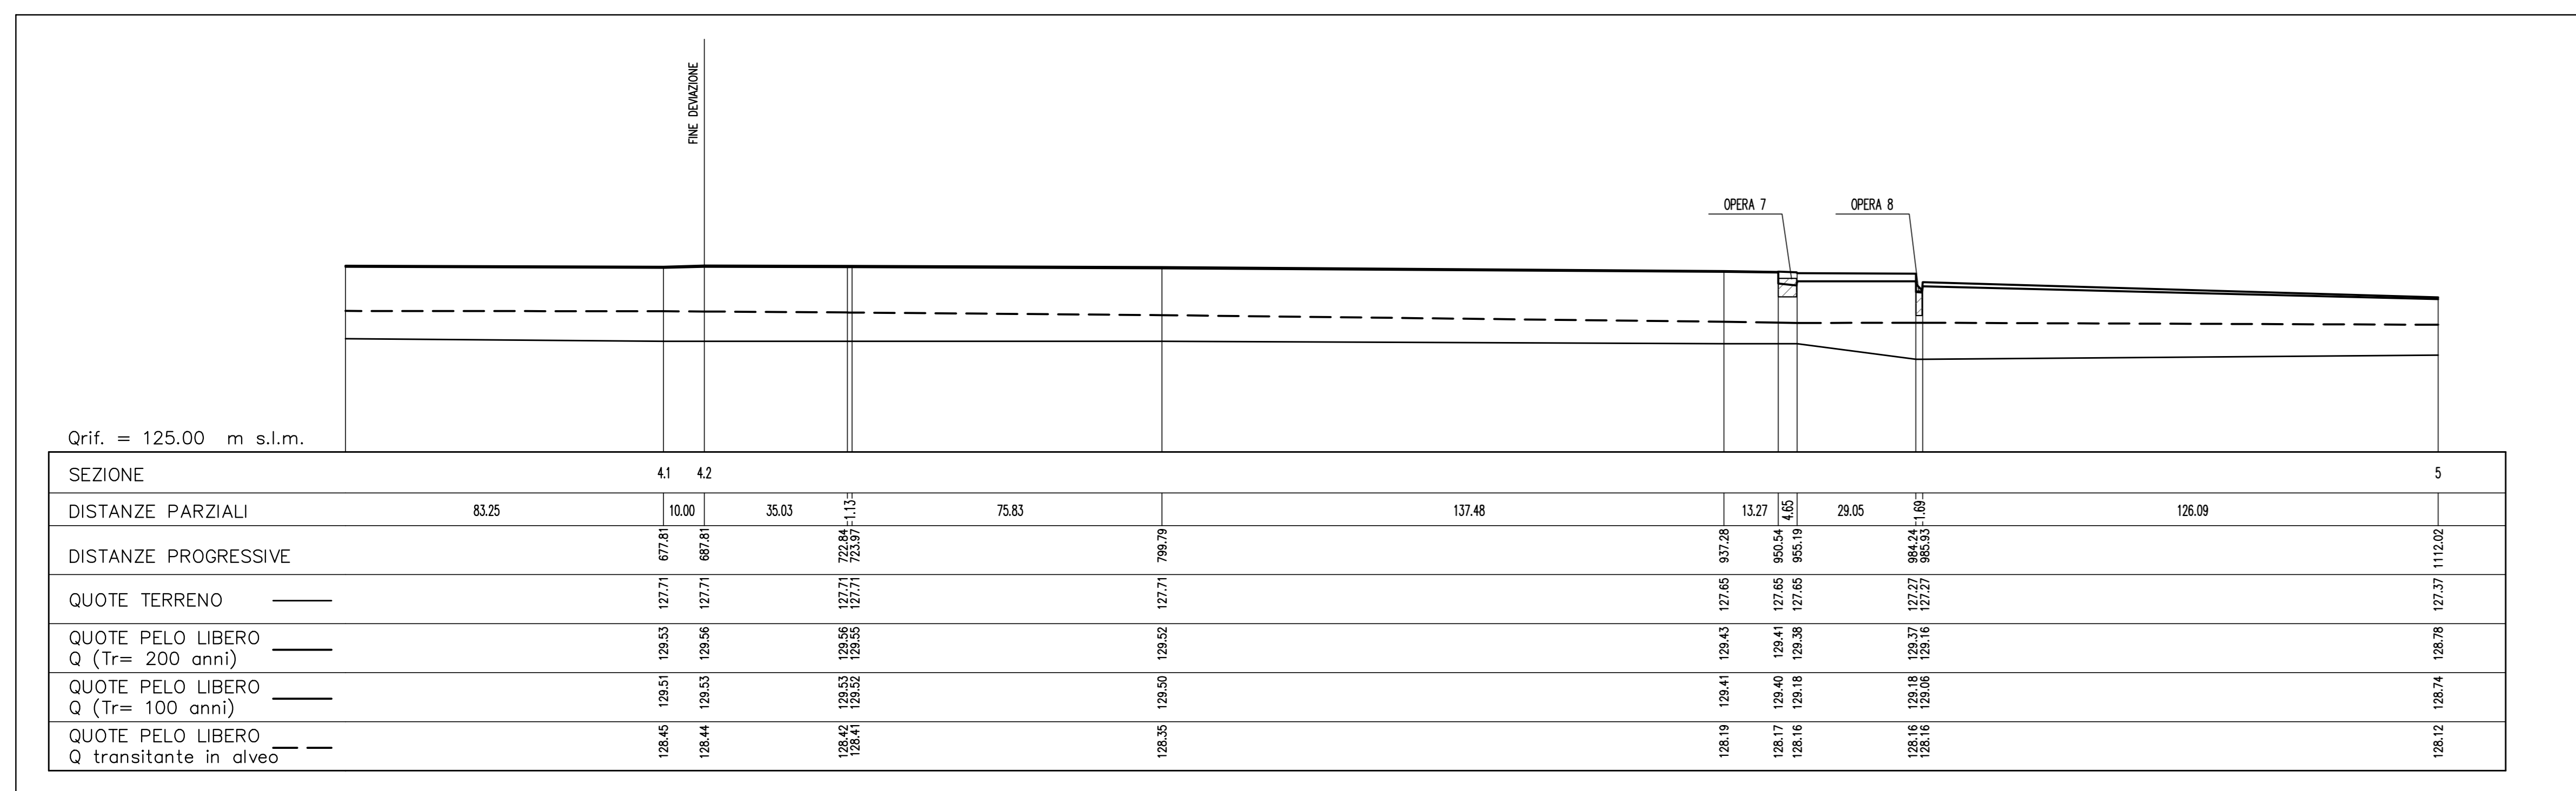 FINE DEVIAZIONE
OPERA 7
OPERA 8
Qrif. = 125.00 m s.l.m.
SEZIONE 4.1 4.2 5
DISTANZE PARZIALI 83.25 10.00 35.03 1.13 75.83 137.48 13.27 4.65 29.05 1.69 126.09
DISTANZE PROGRESSIVE 677.81 687.81 722.84 723.97 799.79 937.28 950.54 955.19 984.24 985.93 1112.02
QUOTE TERRENO 127.71 127.71 127.71 127.71 127.71 127.65 127.65 127.65 127.27 127.27 127.37
QUOTE PELO LIBERO
Q (Tr= 200 anni) 129.53 129.56 129.56 129.55 129.52 129.43 129.41 129.38 129.37 129.16 128.78
QUOTE PELO LIBERO
Q (Tr= 100 anni) 129.51 129.53 129.53 129.52 129.50 129.41 129.40 129.18 129.18 129.06 128.74
QUOTE PELO LIBERO
Q transitante in alveo 128.45 128.44 128.42 128.41 128.35 128.19 128.17 128.16 128.16 128.16 128.12